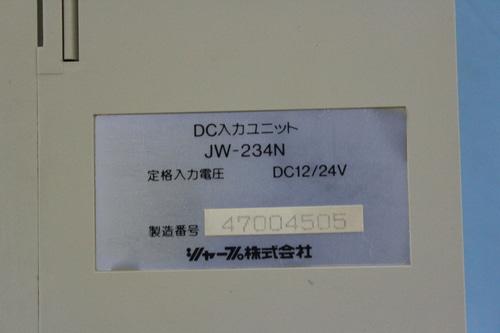 DC入力ユニット
JW-234N
定格入力電圧 DC12/24V
製造番号 47004505
シャープ株式会社